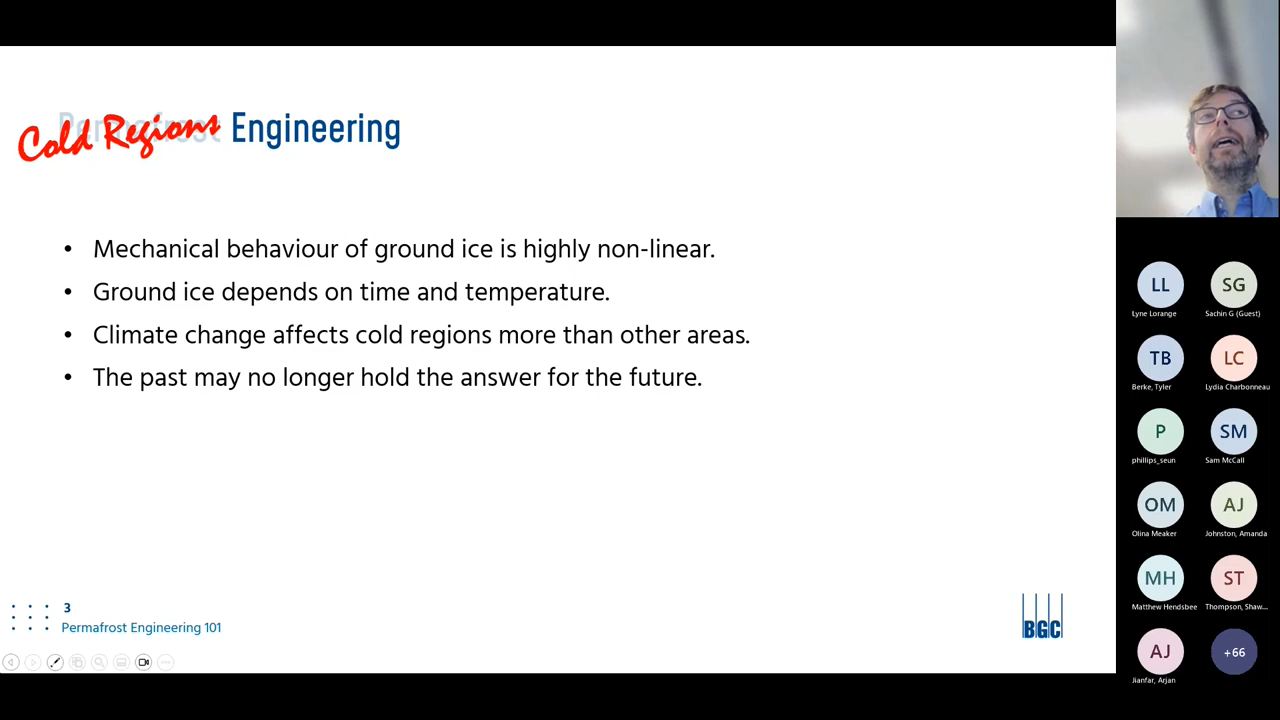 Cold Regions
Permafrost Engineering
• Mechanical behaviour of ground ice is highly non-linear.
• Ground ice depends on time and temperature.
• Climate change affects cold regions more than other areas.
• The past may no longer hold the answer for the future.
3
Permafrost Engineering 101
BGC
LL
Lyne Lorange
SG
Sachin G (Guest)
TB
Berke, Tyler
LC
Lydia Charbonneau
P
phillips_seun
SM
Sam McCall
OM
Olina Meaker
AJ
Johnston, Amanda
MH
Matthew Hendsbee
ST
Thompson, Shaw...
AJ
Jianfar, Arjan
+66